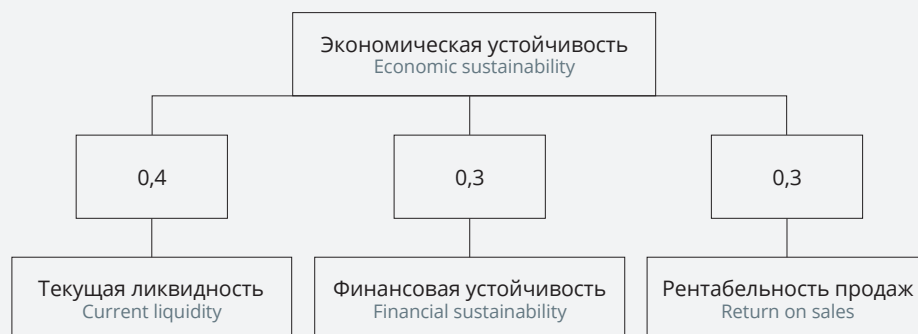 Экономическая устойчивость
Economic sustainability
0,4
0,3
0,3
Текущая ликвидность
Current liquidity
Финансовая устойчивость
Financial sustainability
Рентабельность продаж
Return on sales